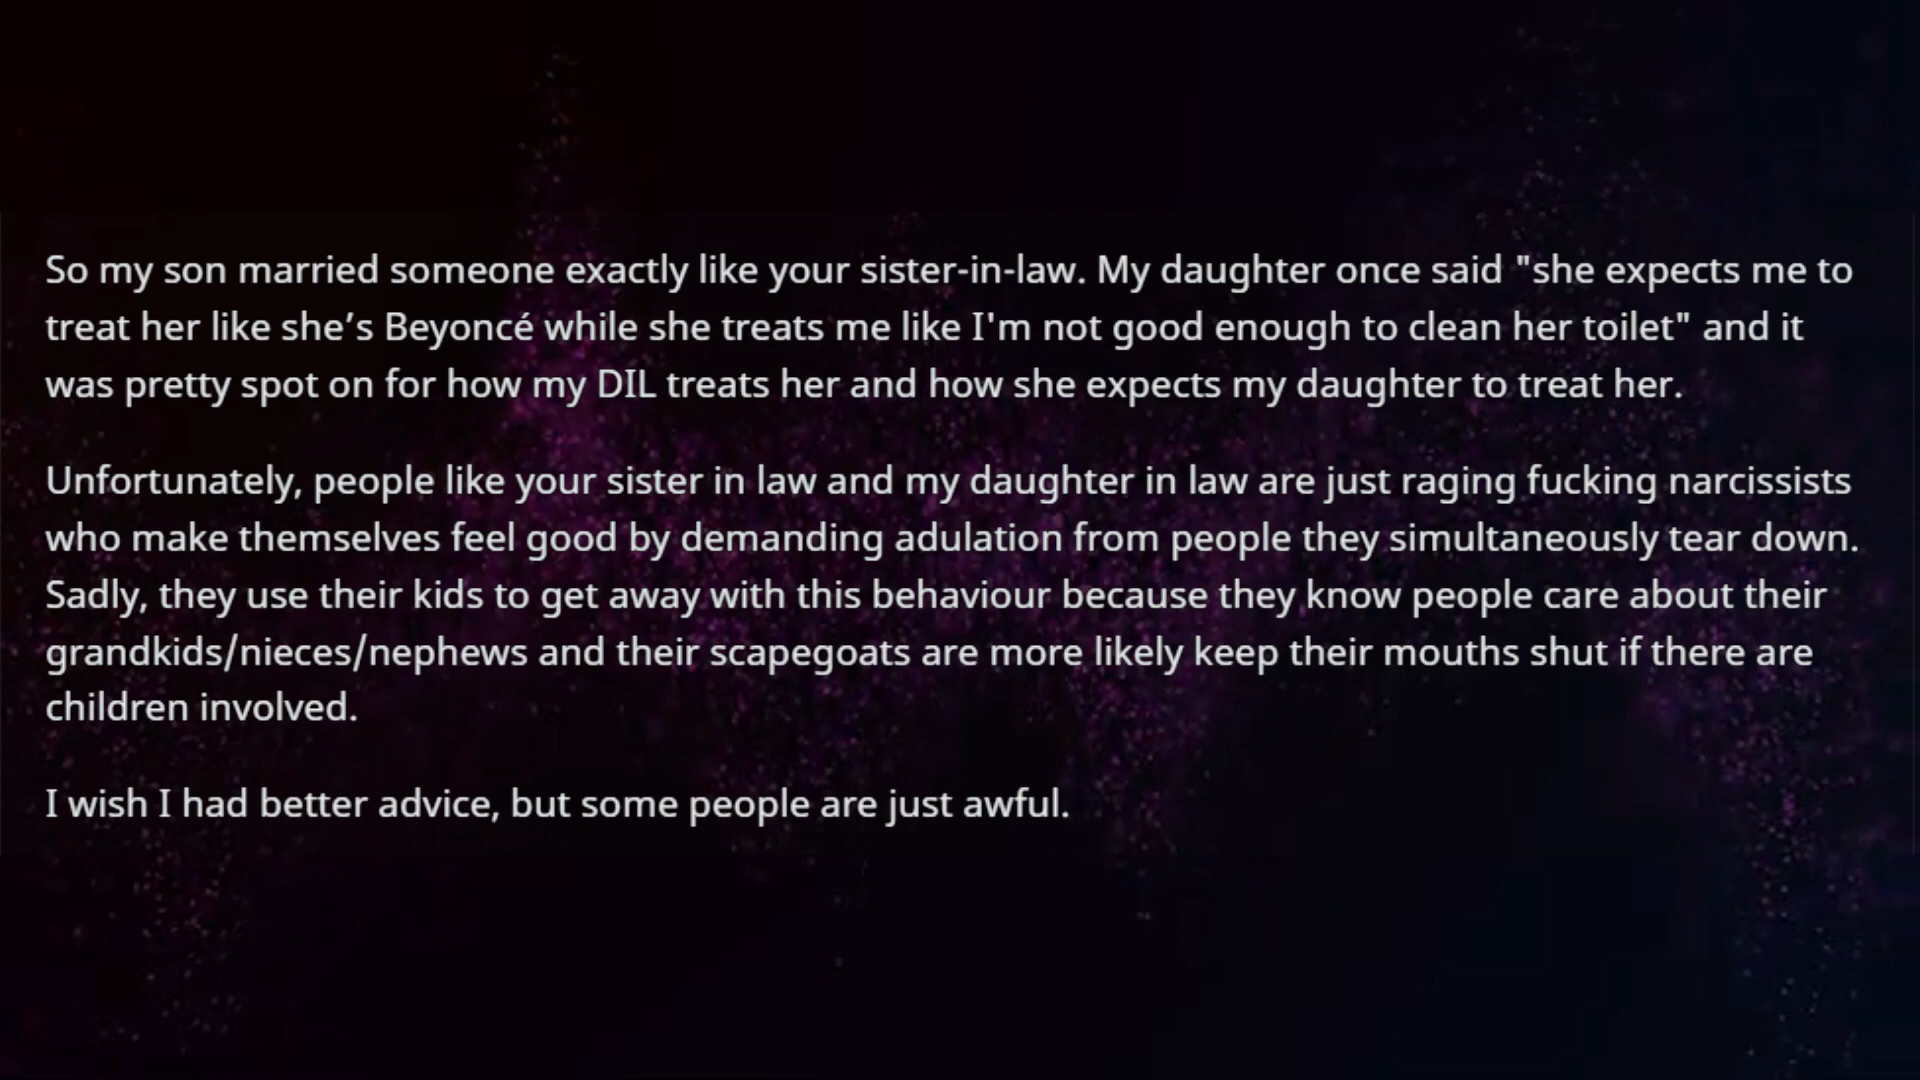 So my son married someone exactly like your sister-in-law. My daughter once said "she expects me to
treat her like she’s Beyoncé while she treats me like I'm not good enough to clean her toilet" and it
was pretty spot on for how my DIL treats her and how she expects my daughter to treat her.
Unfortunately, people like your sister in law and my daughter in law are just raging fucking narcissists
who make themselves feel good by demanding adulation from people they simultaneously tear down.
Sadly, they use their kids to get away with this behaviour because they know people care about their
grandkids/nieces/nephews and their scapegoats are more likely keep their mouths shut if there are
children involved.
I wish I had better advice, but some people are just awful.